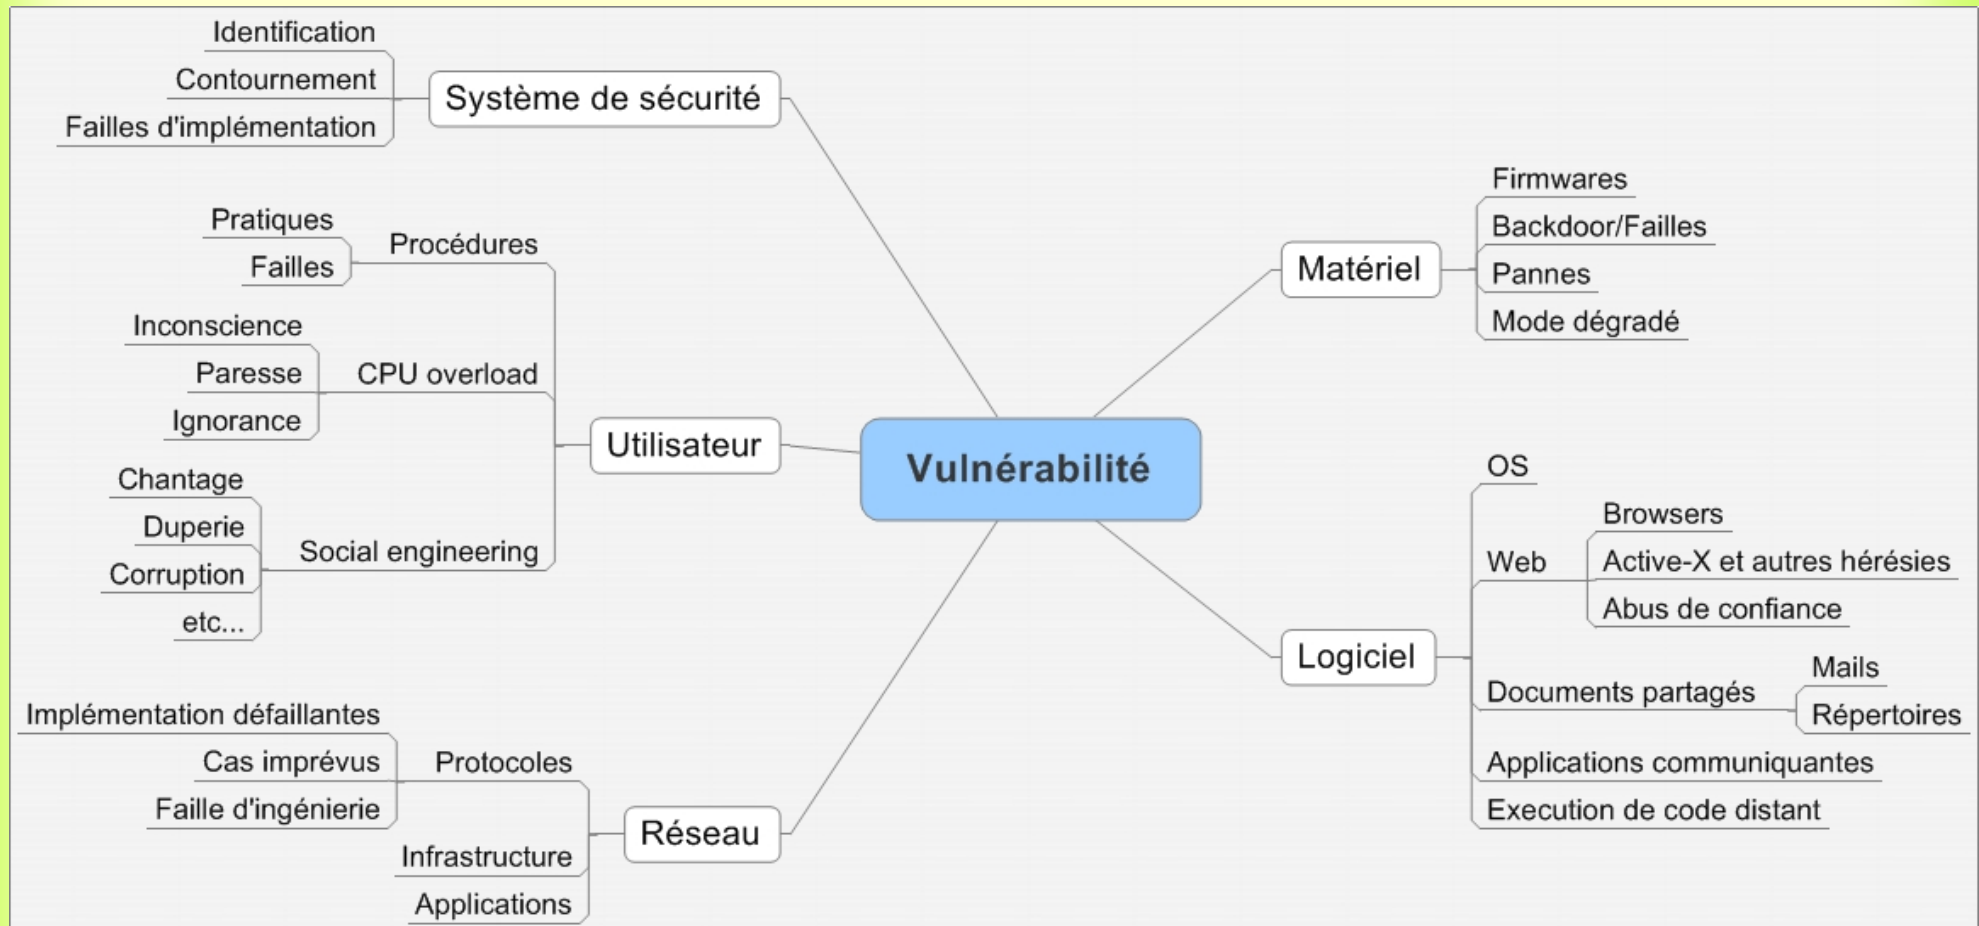 Vulnérabilité
Système de sécurité
Identification
Contournement
Failles d'implémentation
Utilisateur
Procédures
Pratiques
Failles
CPU overload
Inconscience
Paresse
Ignorance
Social engineering
Chantage
Duperie
Corruption
etc...
Réseau
Protocoles
Implémentation défaillantes
Cas imprévus
Faille d'ingénierie
Infrastructure
Applications
Matériel
Firmwares
Backdoor/Failles
Pannes
Mode dégradé
Logiciel
OS
Web
Browsers
Active-X et autres hérésies
Abus de confiance
Documents partagés
Mails
Répertoires
Applications communiquantes
Execution de code distant